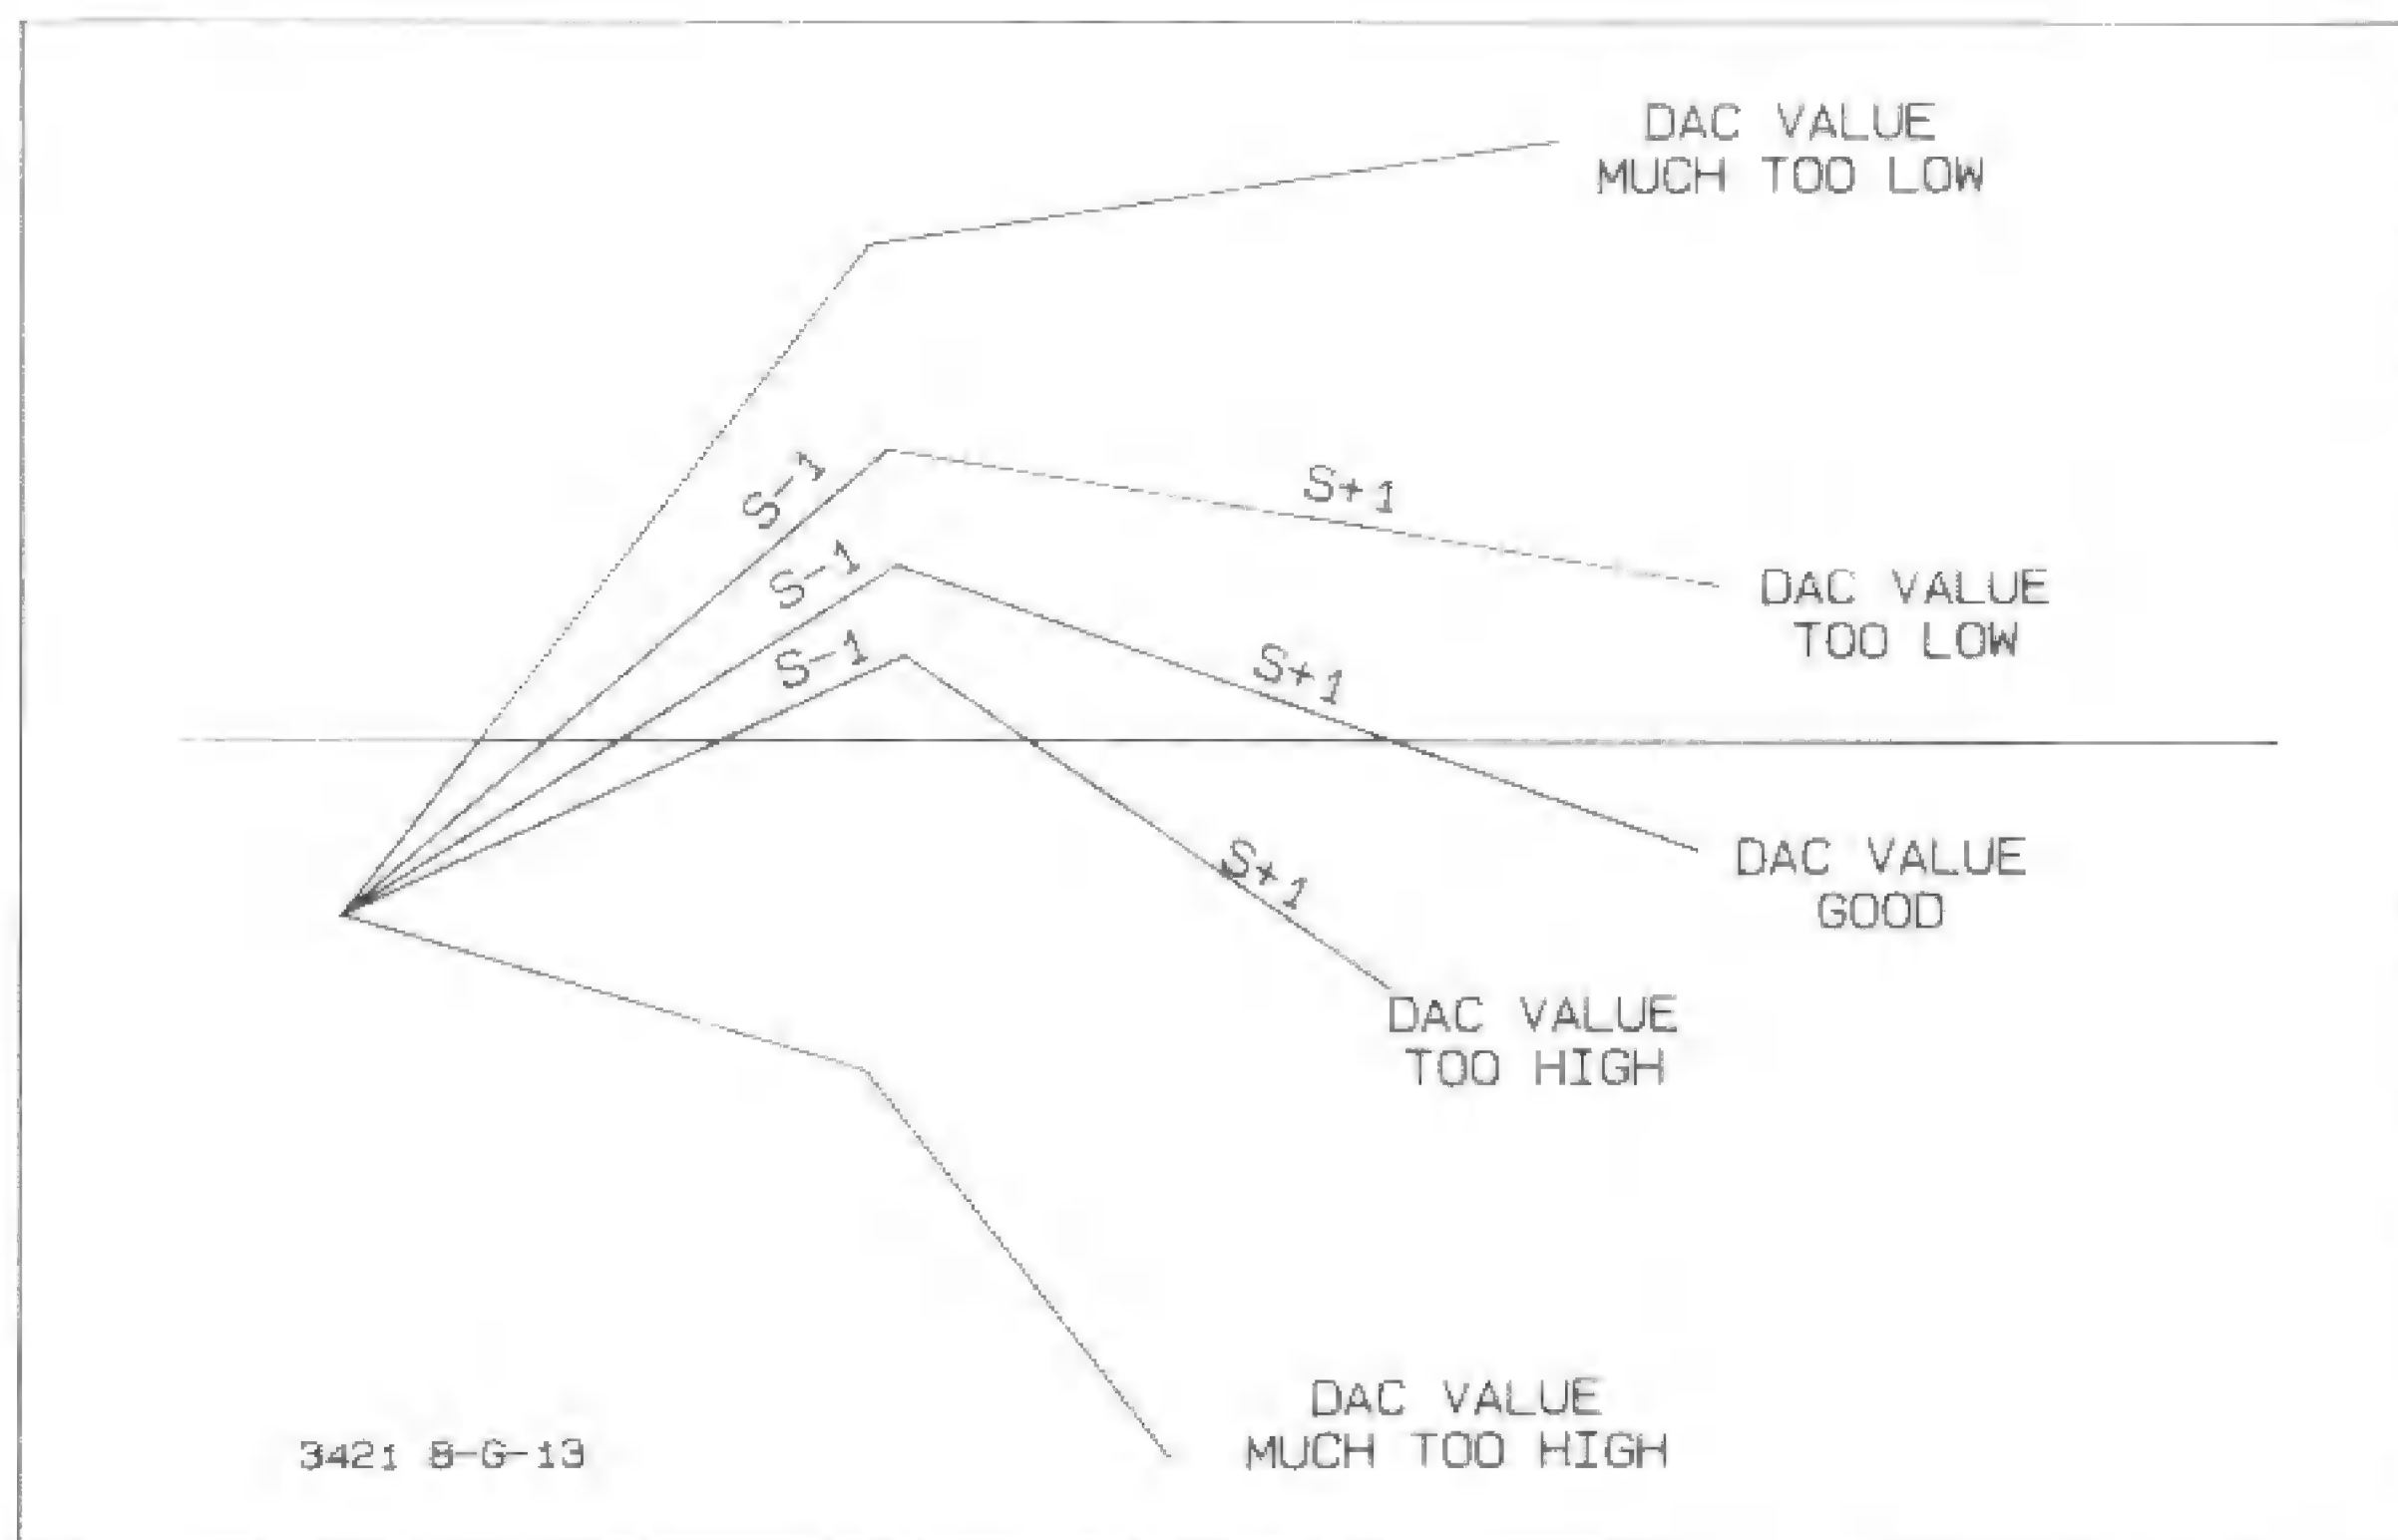 DAC VALUE
MUCH TOO LOW
S-1
S+1
S-1
DAC VALUE
TOO LOW
S-1
S+1
DAC VALUE
GOOD
S+1
DAC VALUE
TOO HIGH
DAC VALUE
MUCH TOO HIGH
3421 8-G-13